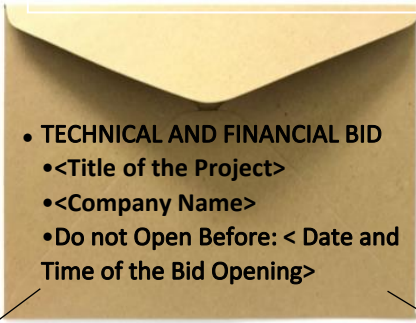 • TECHNICAL AND FINANCIAL BID
•<Title of the Project>
•<Company Name>
•Do not Open Before: < Date and
Time of the Bid Opening>